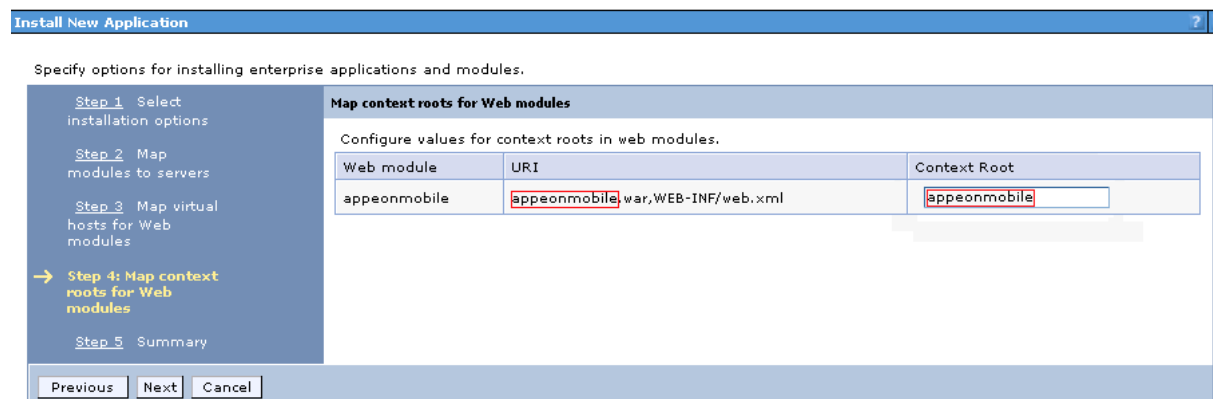 Install New Application ?
Specify options for installing enterprise applications and modules.
Step 1 Select
installation options
Step 2 Map
modules to servers
Step 3 Map virtual
hosts for Web
modules
Step 4: Map context
roots for Web
modules
Step 5 Summary
Map context roots for Web modules
Configure values for context roots in web modules.
Web module URI Context Root
appeonmobile appeonmobile.war,WEB-INF/web.xml appeonmobile
Previous Next Cancel